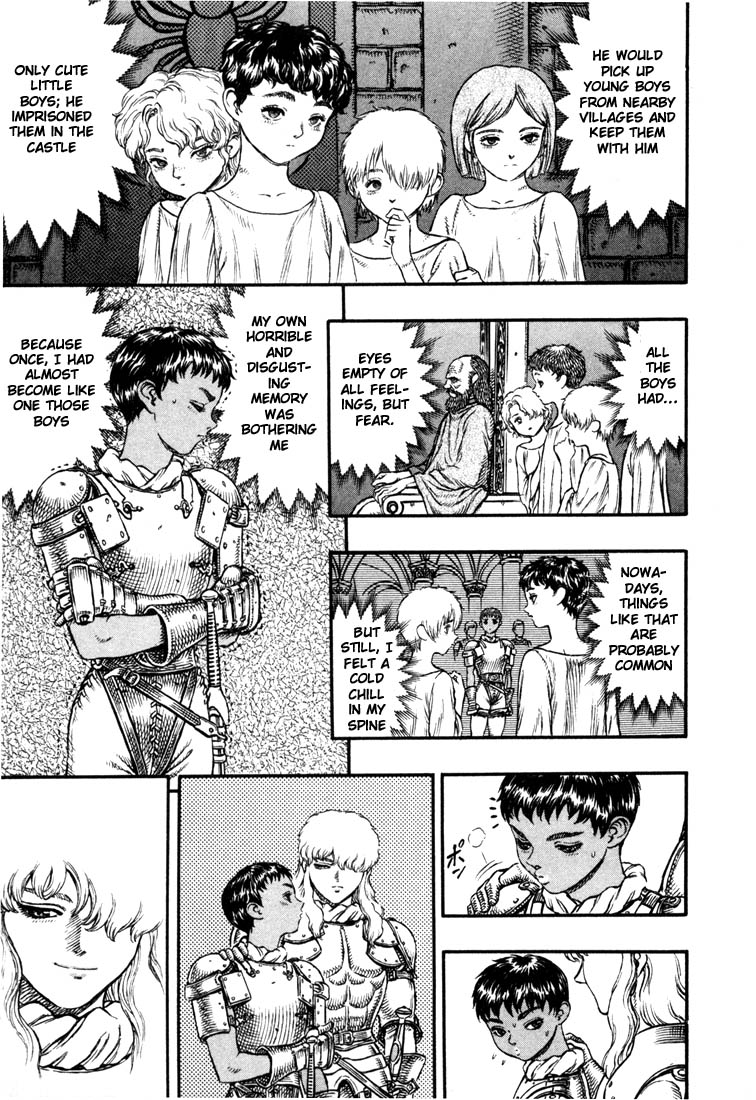 HE WOULD
PICK UP
YOUNG BOYS
FROM NEARBY
VILLAGES AND
KEEP THEM
WITH HIM
ONLY CUTE
LITTLE
BOYS; HE
IMPRISONED
THEM IN THE
CASTLE
ALL
THE
BOYS
HAD...
EYES
EMPTY OF
ALL FEEL-
INGS, BUT
FEAR.
NOWA-
DAYS,
THINGS
LIKE THAT
ARE
PROBABLY
COMMON
BUT
STILL, I
FELT A
COLD
CHILL
IN MY
SPINE
MY OWN
HORRIBLE
AND
DISGUST-
ING
MEMORY
WAS
BOTHERING
ME
BECAUSE
ONCE, I HAD
ALMOST
BECOME LIKE
ONE THOSE
BOYS
ポン